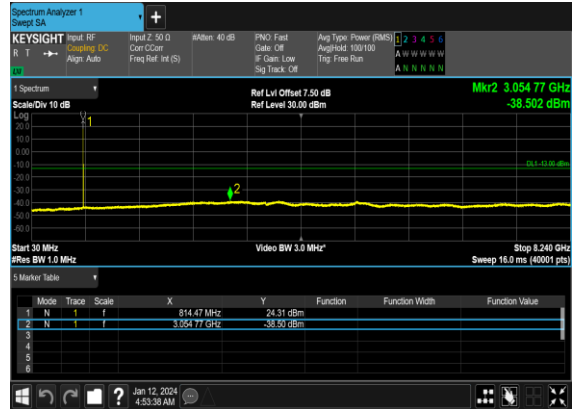 Spectrum Analyzer 1
Swept SA
+
KEYSIGHT Input: RF Input Z: 50 Ω #Atten: 40 dB PNO: Fast Avg Type: Power (RMS) 1 2 3 4 5 6
R T Coupling: DC Corr CCorr Gate: Off Avg|Hold: 100/100 A W W W W W
Align: Auto Freq Ref: Int (S) IF Gain: Low Trig: Free Run
Sig Track: Off A N N N N N
1 Spectrum Ref Lvl Offset 7.50 dB Mkr2 3.054 77 GHz
Scale/Div 10 dB Ref Level 30.00 dBm -38.502 dBm
Log
20.0
10.0
0.00
-10.0
-20.0
-30.0
-40.0
-50.0
-60.0
1
2
DL1 -13.00 dBm
Start 30 MHz Video BW 3.0 MHz* Stop 8.240 GHz
#Res BW 1.0 MHz Sweep 16.0 ms (40001 pts)
5 Marker Table
Mode Trace Scale X Y Function Function Width Function Value
1 N 1 f 814.47 MHz 24.31 dBm
2 N 1 f 3.054 77 GHz -38.50 dBm
3
4
5
6
? Jan 12, 2024
4:53:38 AM